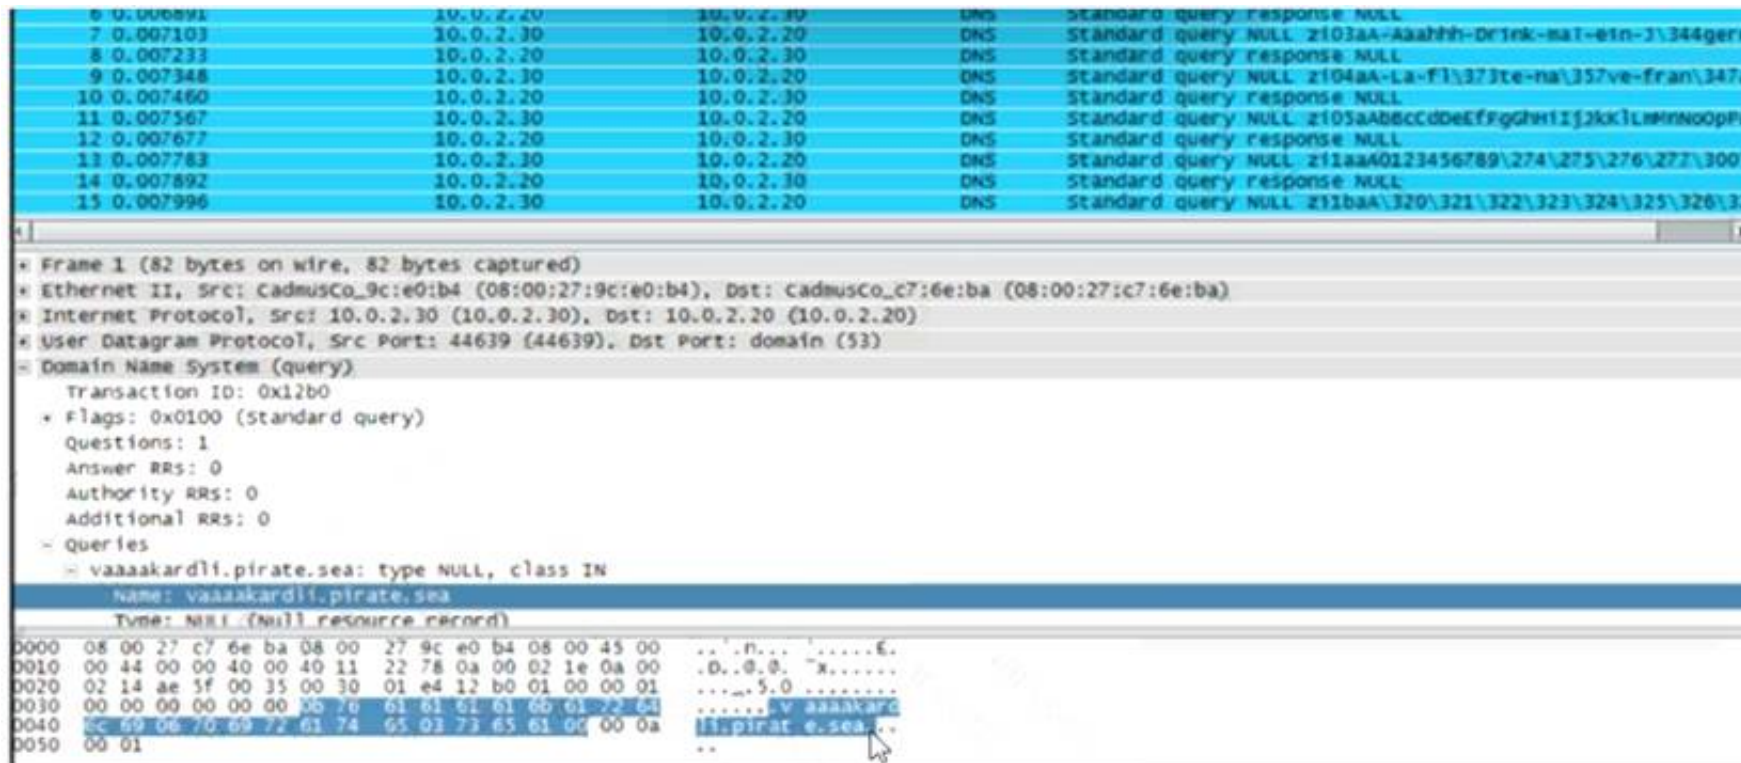 6 0.006891 10.0.2.20 10.0.2.30 DNS Standard query response NULL
7 0.007103 10.0.2.30 10.0.2.20 DNS Standard query NULL zi03aA-Aaahhh-Drink-mal-ein-J\344ger
8 0.007233 10.0.2.20 10.0.2.30 DNS Standard query response NULL
9 0.007348 10.0.2.30 10.0.2.20 DNS Standard query NULL zi04aA-La-fl\373te-na\357ve-fran\347
10 0.007460 10.0.2.20 10.0.2.30 DNS Standard query response NULL
11 0.007567 10.0.2.30 10.0.2.20 DNS Standard query NULL zi05aAbBcCdDeEfFgGhHiIjJkKlLmMnNoOpP
12 0.007677 10.0.2.20 10.0.2.30 DNS Standard query response NULL
13 0.007783 10.0.2.30 10.0.2.20 DNS Standard query NULL zi1aaA0123456789\274\275\276\277\300
14 0.007892 10.0.2.20 10.0.2.30 DNS Standard query response NULL
15 0.007996 10.0.2.30 10.0.2.20 DNS Standard query NULL zi1baA\320\321\322\323\324\325\326\3
+ Frame 1 (82 bytes on wire, 82 bytes captured)
+ Ethernet II, Src: CadmusCo_9c:e0:b4 (08:00:27:9c:e0:b4), Dst: CadmusCo_c7:6e:ba (08:00:27:c7:6e:ba)
+ Internet Protocol, Src: 10.0.2.30 (10.0.2.30), Dst: 10.0.2.20 (10.0.2.20)
+ User Datagram Protocol, Src Port: 44639 (44639), Dst Port: domain (53)
- Domain Name System (query)
Transaction ID: 0x12b0
+ Flags: 0x0100 (Standard query)
Questions: 1
Answer RRs: 0
Authority RRs: 0
Additional RRs: 0
- Queries
- vaaaakardli.pirate.sea: type NULL, class IN
Name: vaaaakardli.pirate.sea
Type: NULL (Null resource record)
0000 08 00 27 c7 6e ba 08 00 27 9c e0 b4 08 00 45 00 ..'.n... '.....E.
0010 00 44 00 00 40 00 40 11 22 78 0a 00 02 1e 0a 00 .D..@.@. "x......
0020 02 14 ae 5f 00 35 00 30 01 e4 12 b0 01 00 00 01 ..._.5.0 ........
0030 00 00 00 00 00 00 0b 76 61 61 61 61 6b 61 72 64 .......v aaaakard
0040 6c 69 06 70 69 72 61 74 65 03 73 65 61 00 00 0a li.pirat e.sea...
0050 00 01 ..